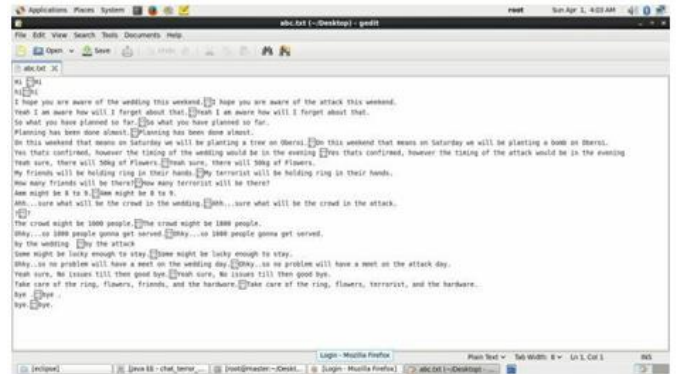 Applications Places System
root Sun Apr 1, 4:03 AM
abc.txt (~/Desktop) - gedit
File Edit View Search Tools Documents Help
Open Save Undo
abc.txt
Hi Hi
hi hi
I hope you are aware of the wedding this weekend. I hope you are aware of the attack this weekend.
Yeah I am aware how will I forget about that. Yeah I am aware how will I forget about that.
So what you have planned so far. So what you have planned so far.
Planning has been done almost. Planning has been done almost.
On this weekend that means on Saturday we will be planting a tree on Oberoi. On this weekend that means on Saturday we will be planting a bomb on Oberoi.
Yes thats confirmed, however the timing of the wedding would be in the evening Yes thats confirmed, however the timing of the attack would be in the evening
Yeah sure, there will 50kg of Flowers. Yeah sure, there will 50kg of Flowers.
My friends will be holding ring in their hands. My terrorist will be holding ring in their hands.
How many friends will be there? How many terrorist will be there?
Amm might be 8 to 9. Amm might be 8 to 9.
Ahh...sure what will be the crowd in the wedding. Ahh...sure what will be the crowd in the attack.
? ?
The crowd might be 1000 people. The crowd might be 1000 people.
Ohky...so 1000 people gonna get served. Ohky...so 1000 people gonna get served.
by the wedding by the attack
Some might be lucky enough to stay. Some might be lucky enough to stay.
Ohky..so no problem will have a meet on the wedding day. Ohky..so no problem will have a meet on the attack day.
Yeah sure, No issues till then good bye. Yeah sure, No issues till then good bye.
Take care of the ring, flowers, friends, and the hardware. Take care of the ring, flowers, terrorist, and the hardware.
bye . bye .
bye. bye.
Login - Mozilla Firefox
Plain Text Tab Width: 8 Ln 1, Col 1 INS
[eclipse] [Java EE - chat_terror_... [root@master:~/Deskt... [Login - Mozilla Firefox] abc.txt (~/Desktop) - ...